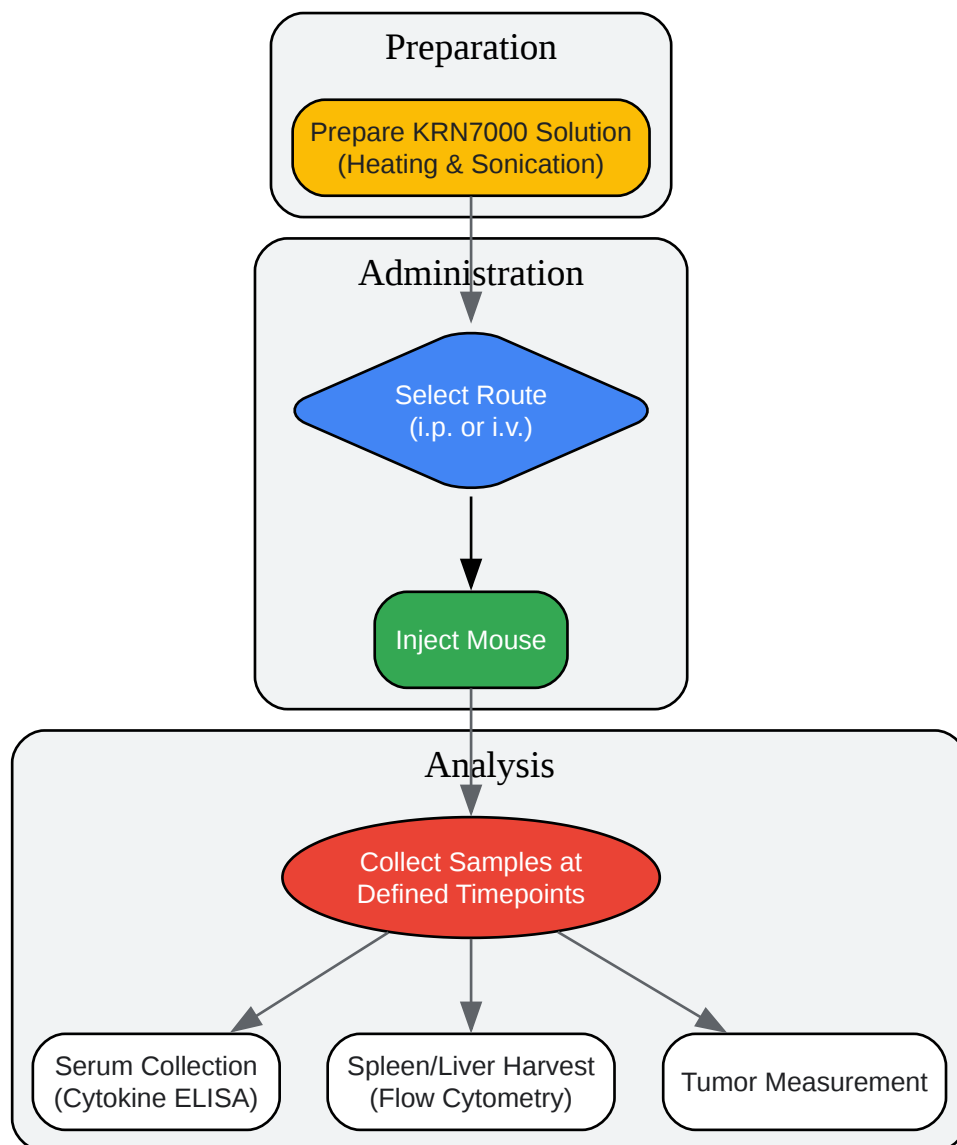 Preparation
Prepare KRN7000 Solution
(Heating & Sonication)
Administration
Select Route
(i.p. or i.v.)
Inject Mouse
Analysis
Collect Samples at
Defined Timepoints
Serum Collection
(Cytokine ELISA)
Spleen/Liver Harvest
(Flow Cytometry)
Tumor Measurement